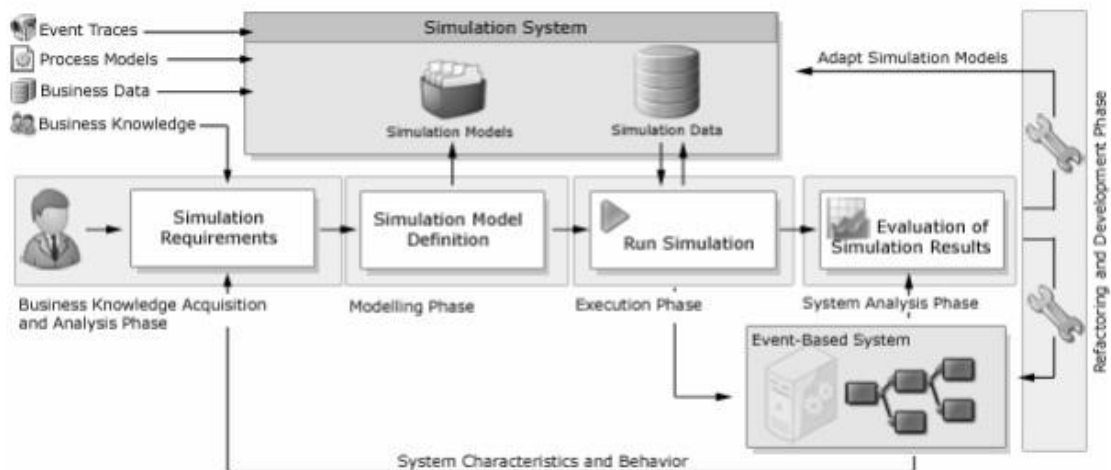 Event Traces
Process Models
Business Data
Business Knowledge
Simulation System
Simulation Models
Simulation Data
Adapt Simulation Models
Simulation
Requirements
Simulation Model
Definition
Run Simulation
Evaluation of
Simulation Results
Business Knowledge Acquisition
and Analysis Phase
Modelling Phase
Execution Phase
System Analysis Phase
Event-Based System
System Characteristics and Behavior
Refactoring and Development Phase